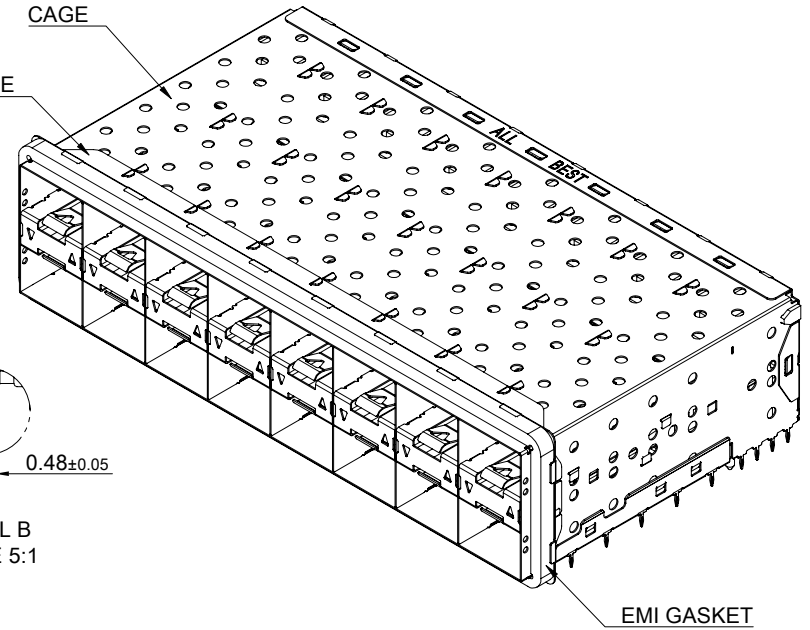 CAGE
E
ALL BEST
0.48±0.05
L B
E 5:1
EMI GASKET